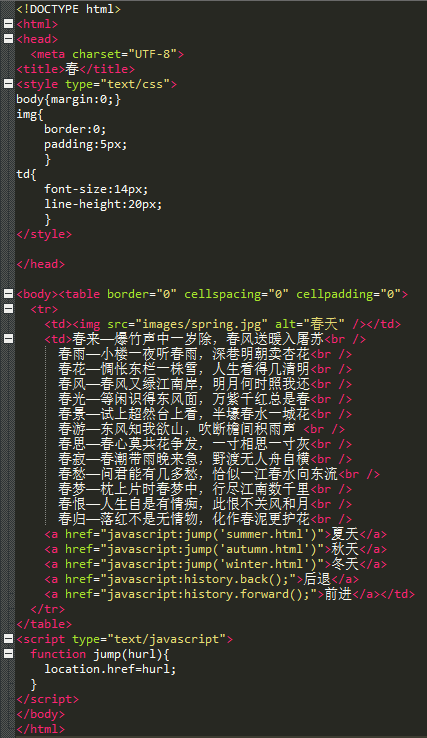 <!DOCTYPE html>
<html>
<head>
  <meta charset="UTF-8">
<title>春</title>
<style type="text/css">
body{margin:0;}
img{
    border:0;
    padding:5px;
    }
td{
    font-size:14px;
    line-height:20px;
    }
</style>

</head>

<body><table border="0" cellspacing="0" cellpadding="0">
  <tr>
    <td><img src="images/spring.jpg" alt="春天" /></td>
    <td>春来—爆竹声中一岁除，春风送暖入屠苏<br />
      春雨—小楼一夜听春雨，深巷明朝卖杏花<br />
      春花—惆怅东栏一株雪，人生看得几清明<br />
      春风—春风又绿江南岸，明月何时照我还<br />
      春光—等闲识得东风面，万紫千红总是春<br />
      春景—试上超然台上看，半壕春水一城花<br />
      春游—东风知我欲山，吹断檐间积雨声 <br />
      春思—春心莫共花争发，一寸相思一寸灰<br />
      春寂—春潮带雨晚来急，野渡无人舟自横<br />
      春愁—问君能有几多愁，恰似一江春水向东流<br />
      春梦—枕上片时春梦中，行尽江南数千里<br />
      春恨—人生自是有情痴，此恨不关风和月<br />
      春归—落红不是无情物，化作春泥更护花<br />
    <a href="javascript:jump('summer.html')">夏天</a>
    <a href="javascript:jump('autumn.html')">秋天</a>
    <a href="javascript:jump('winter.html')">冬天</a>
    <a href="javascript:history.back();">后退</a>
    <a href="javascript:history.forward();">前进</a></td>
  </tr>
</table>
<script type="text/javascript">
  function jump(hurl){
    location.href=hurl;
  }
</script>
</body>
</html>